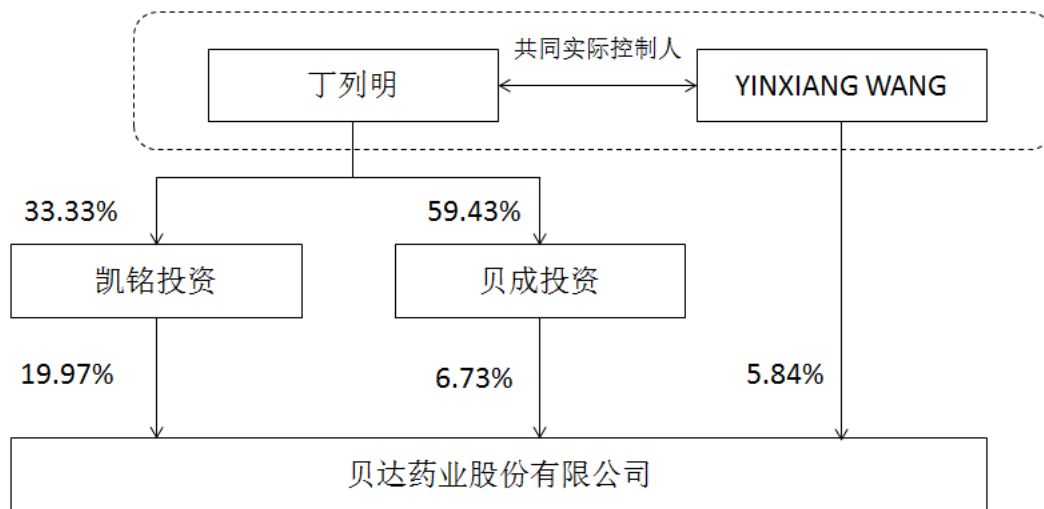 共同实际控制人
丁列明
YINXIANG WANG
33.33%
59.43%
凯铭投资
贝成投资
19.97%
6.73%
5.84%
贝达药业股份有限公司